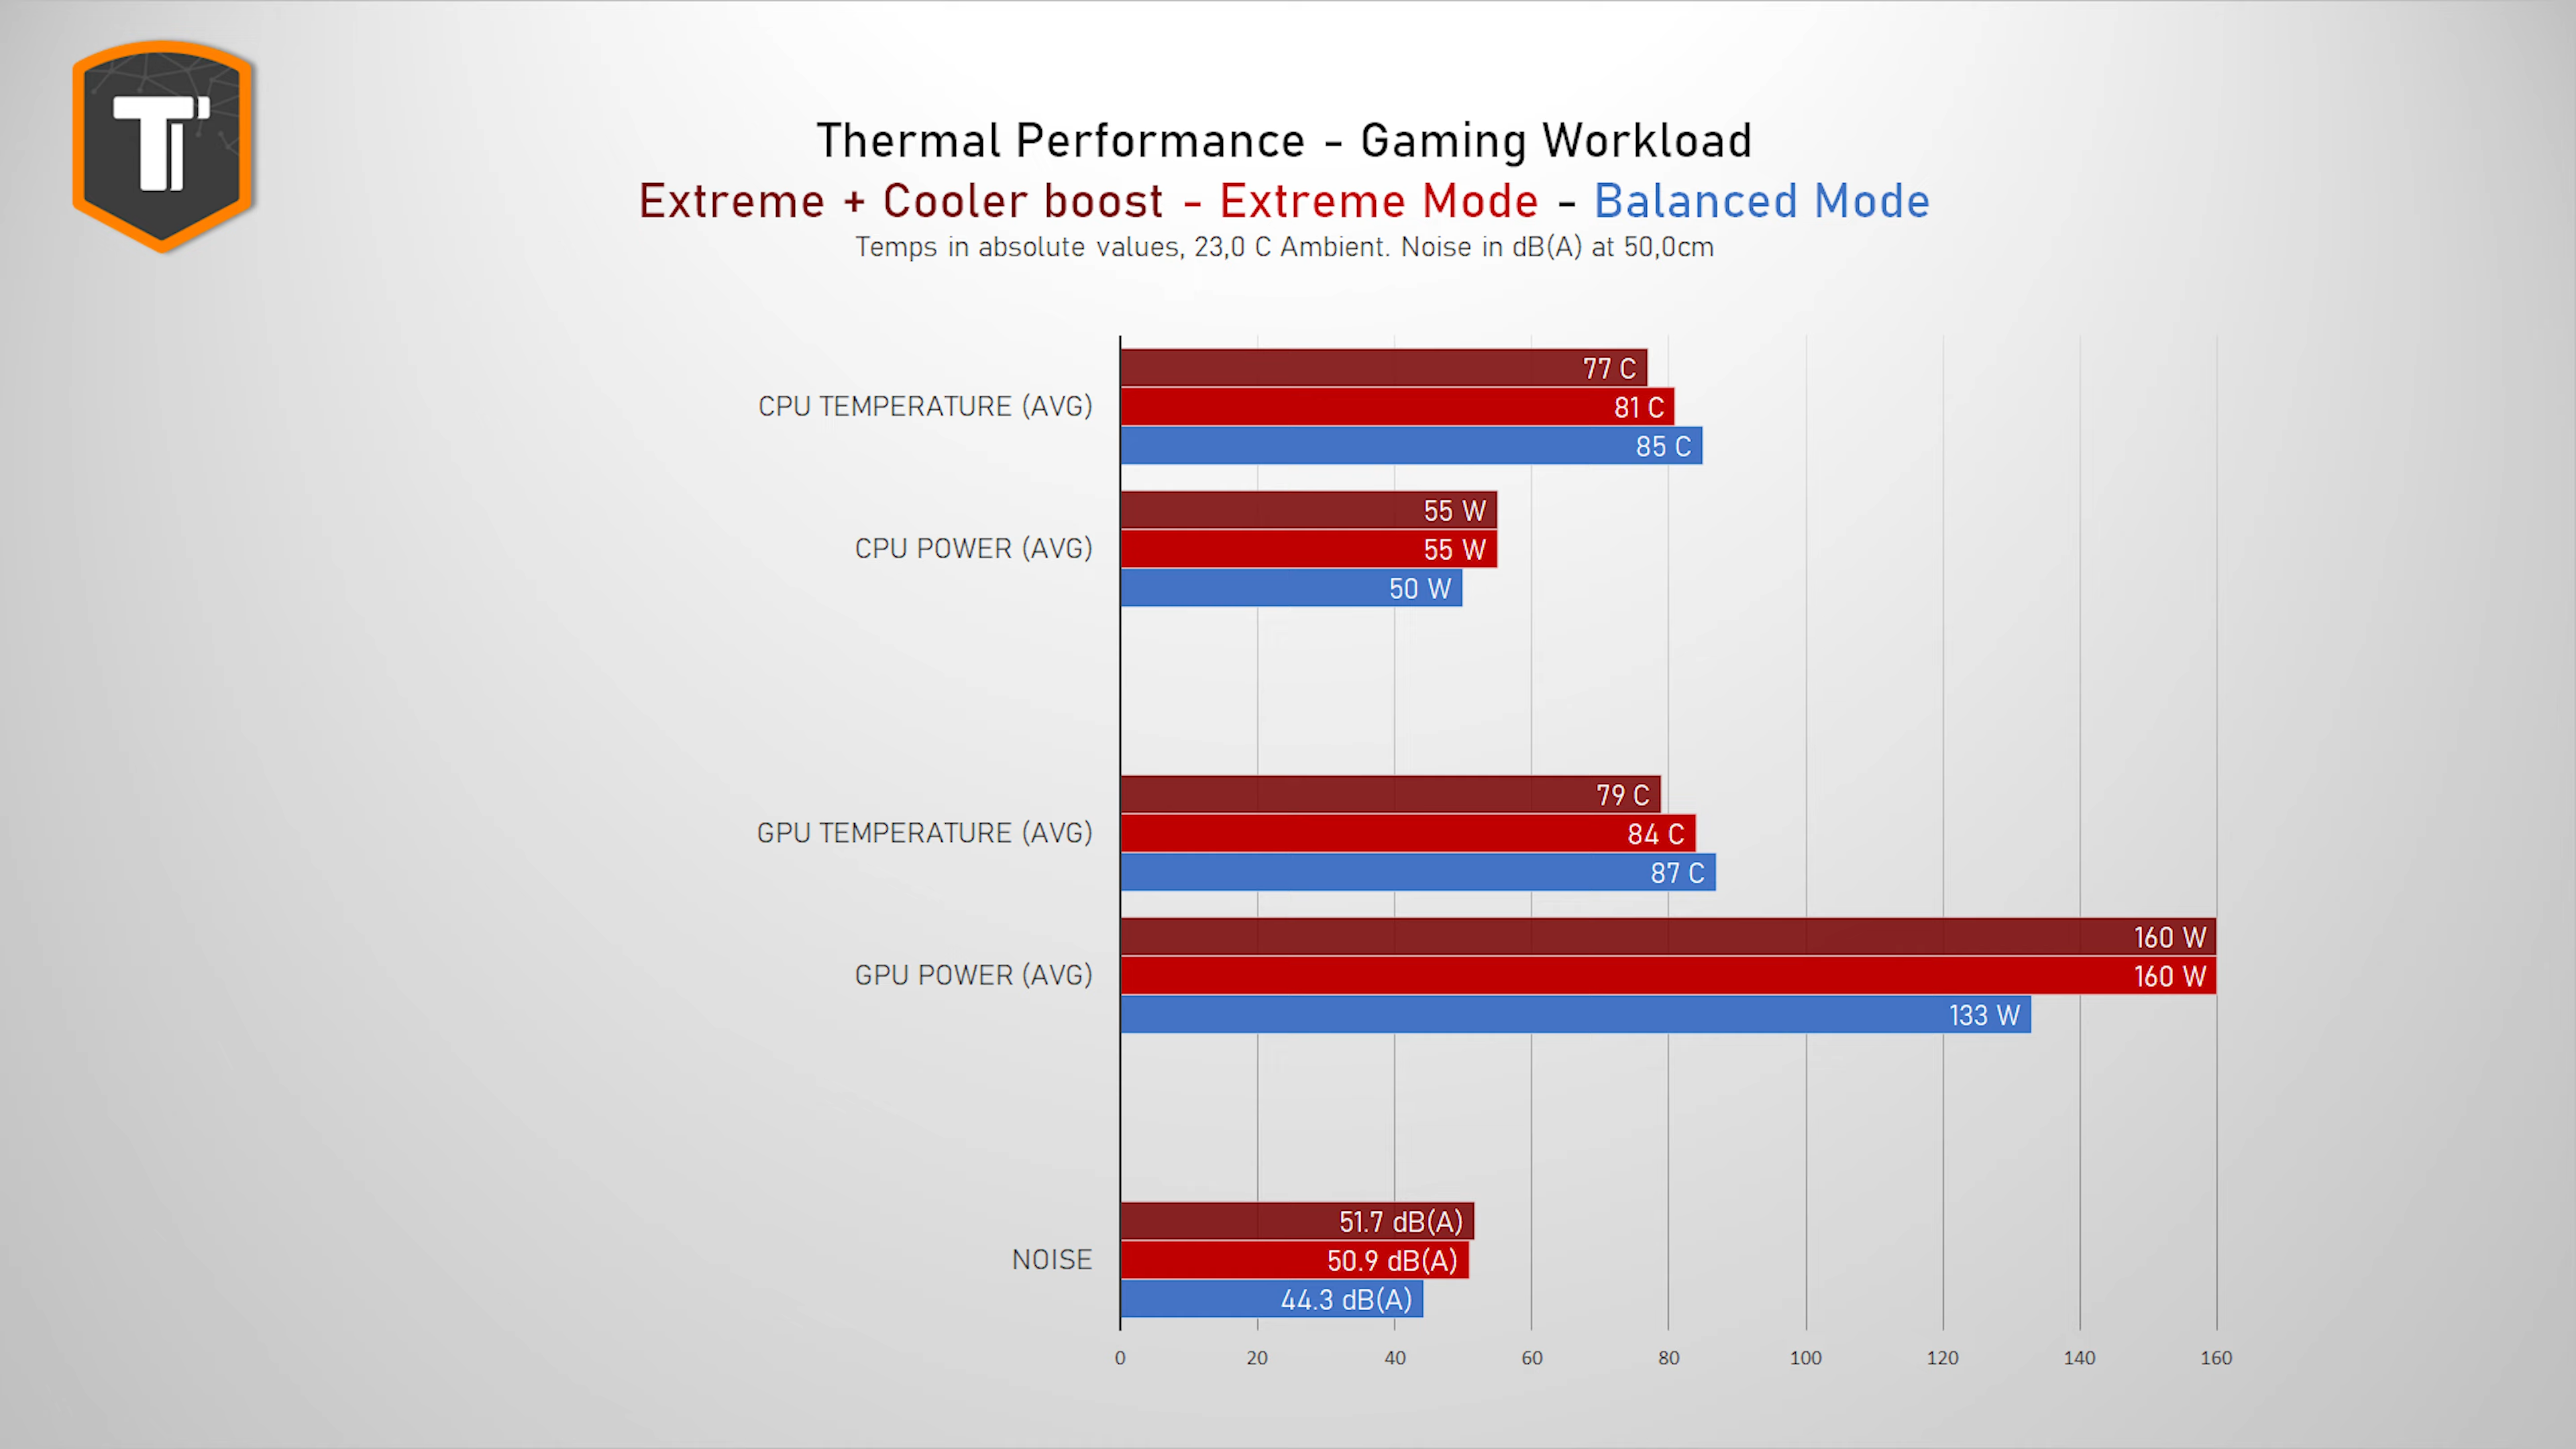 T
Thermal Performance - Gaming Workload
Extreme + Cooler boost - Extreme Mode - Balanced Mode
Temps in absolute values, 23,0 C Ambient. Noise in dB(A) at 50,0cm
CPU TEMPERATURE (AVG)
77 C
81 C
85 C
CPU POWER (AVG)
55 W
55 W
50 W
GPU TEMPERATURE (AVG)
79 C
84 C
87 C
GPU POWER (AVG)
160 W
160 W
133 W
NOISE
51.7 dB(A)
50.9 dB(A)
44.3 dB(A)
0 20 40 60 80 100 120 140 160